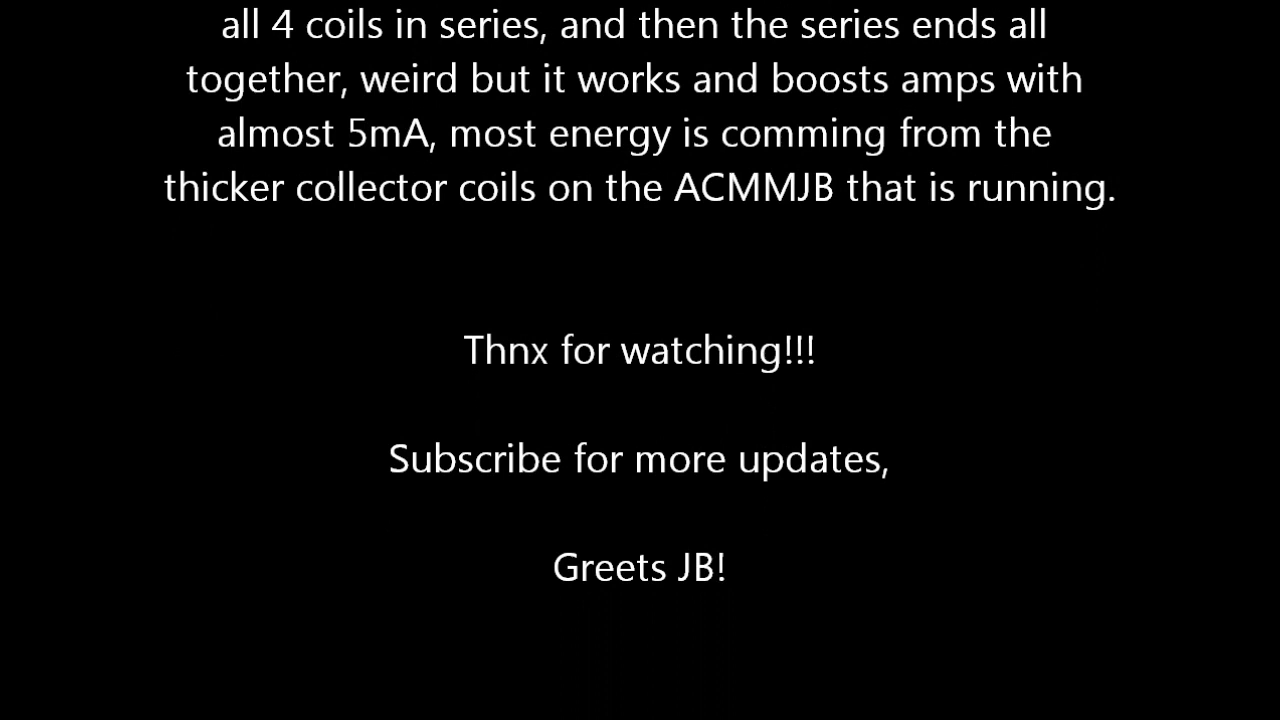 all 4 coils in series, and then the series ends all
together, weird but it works and boosts amps with
almost 5mA, most energy is comming from the
thicker collector coils on the ACMMJB that is running.
Thnx for watching!!!
Subscribe for more updates,
Greets JB!